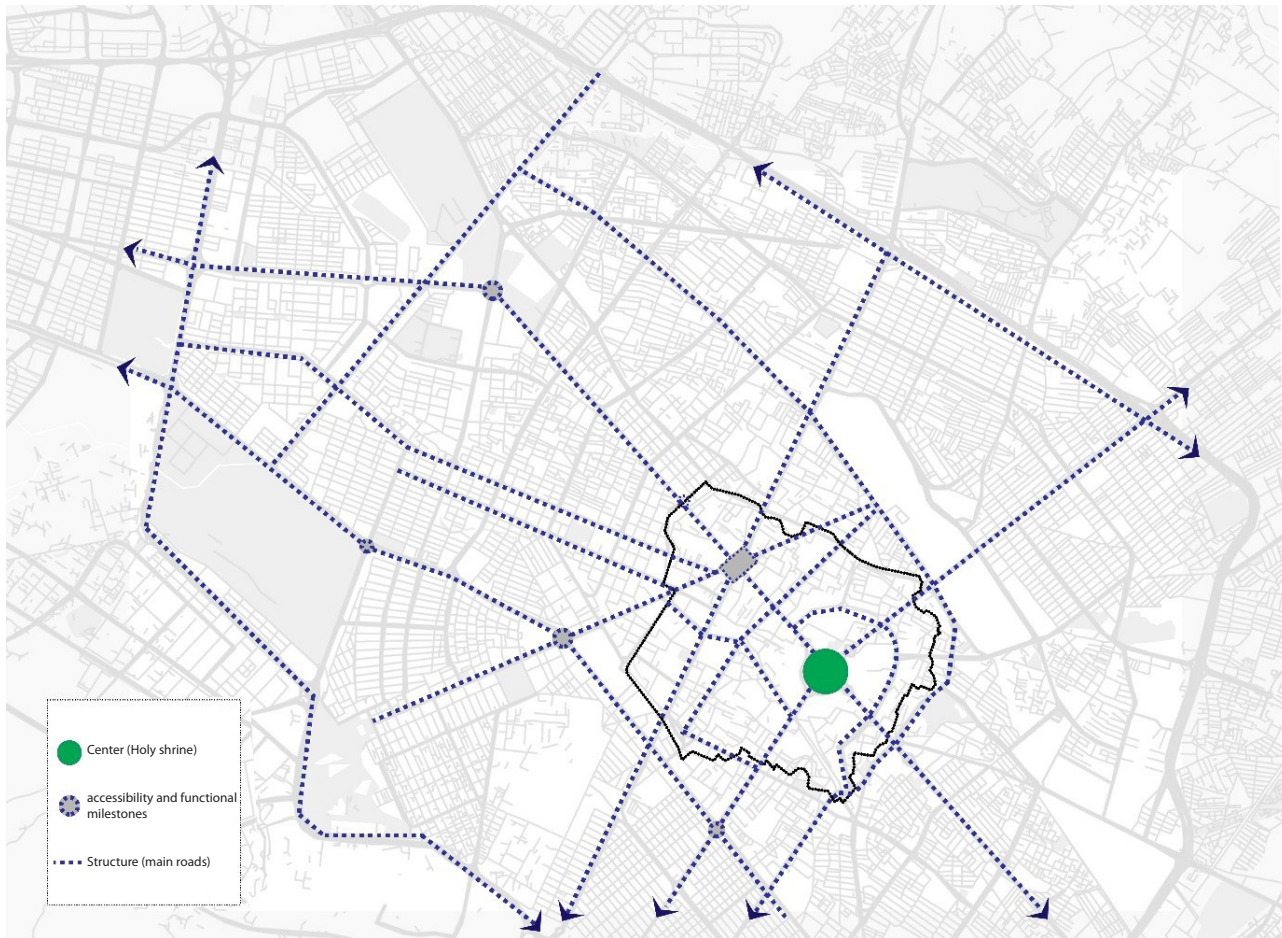 Center (Holy shrine)
accessibility and functional
milestones
Structure (main roads)